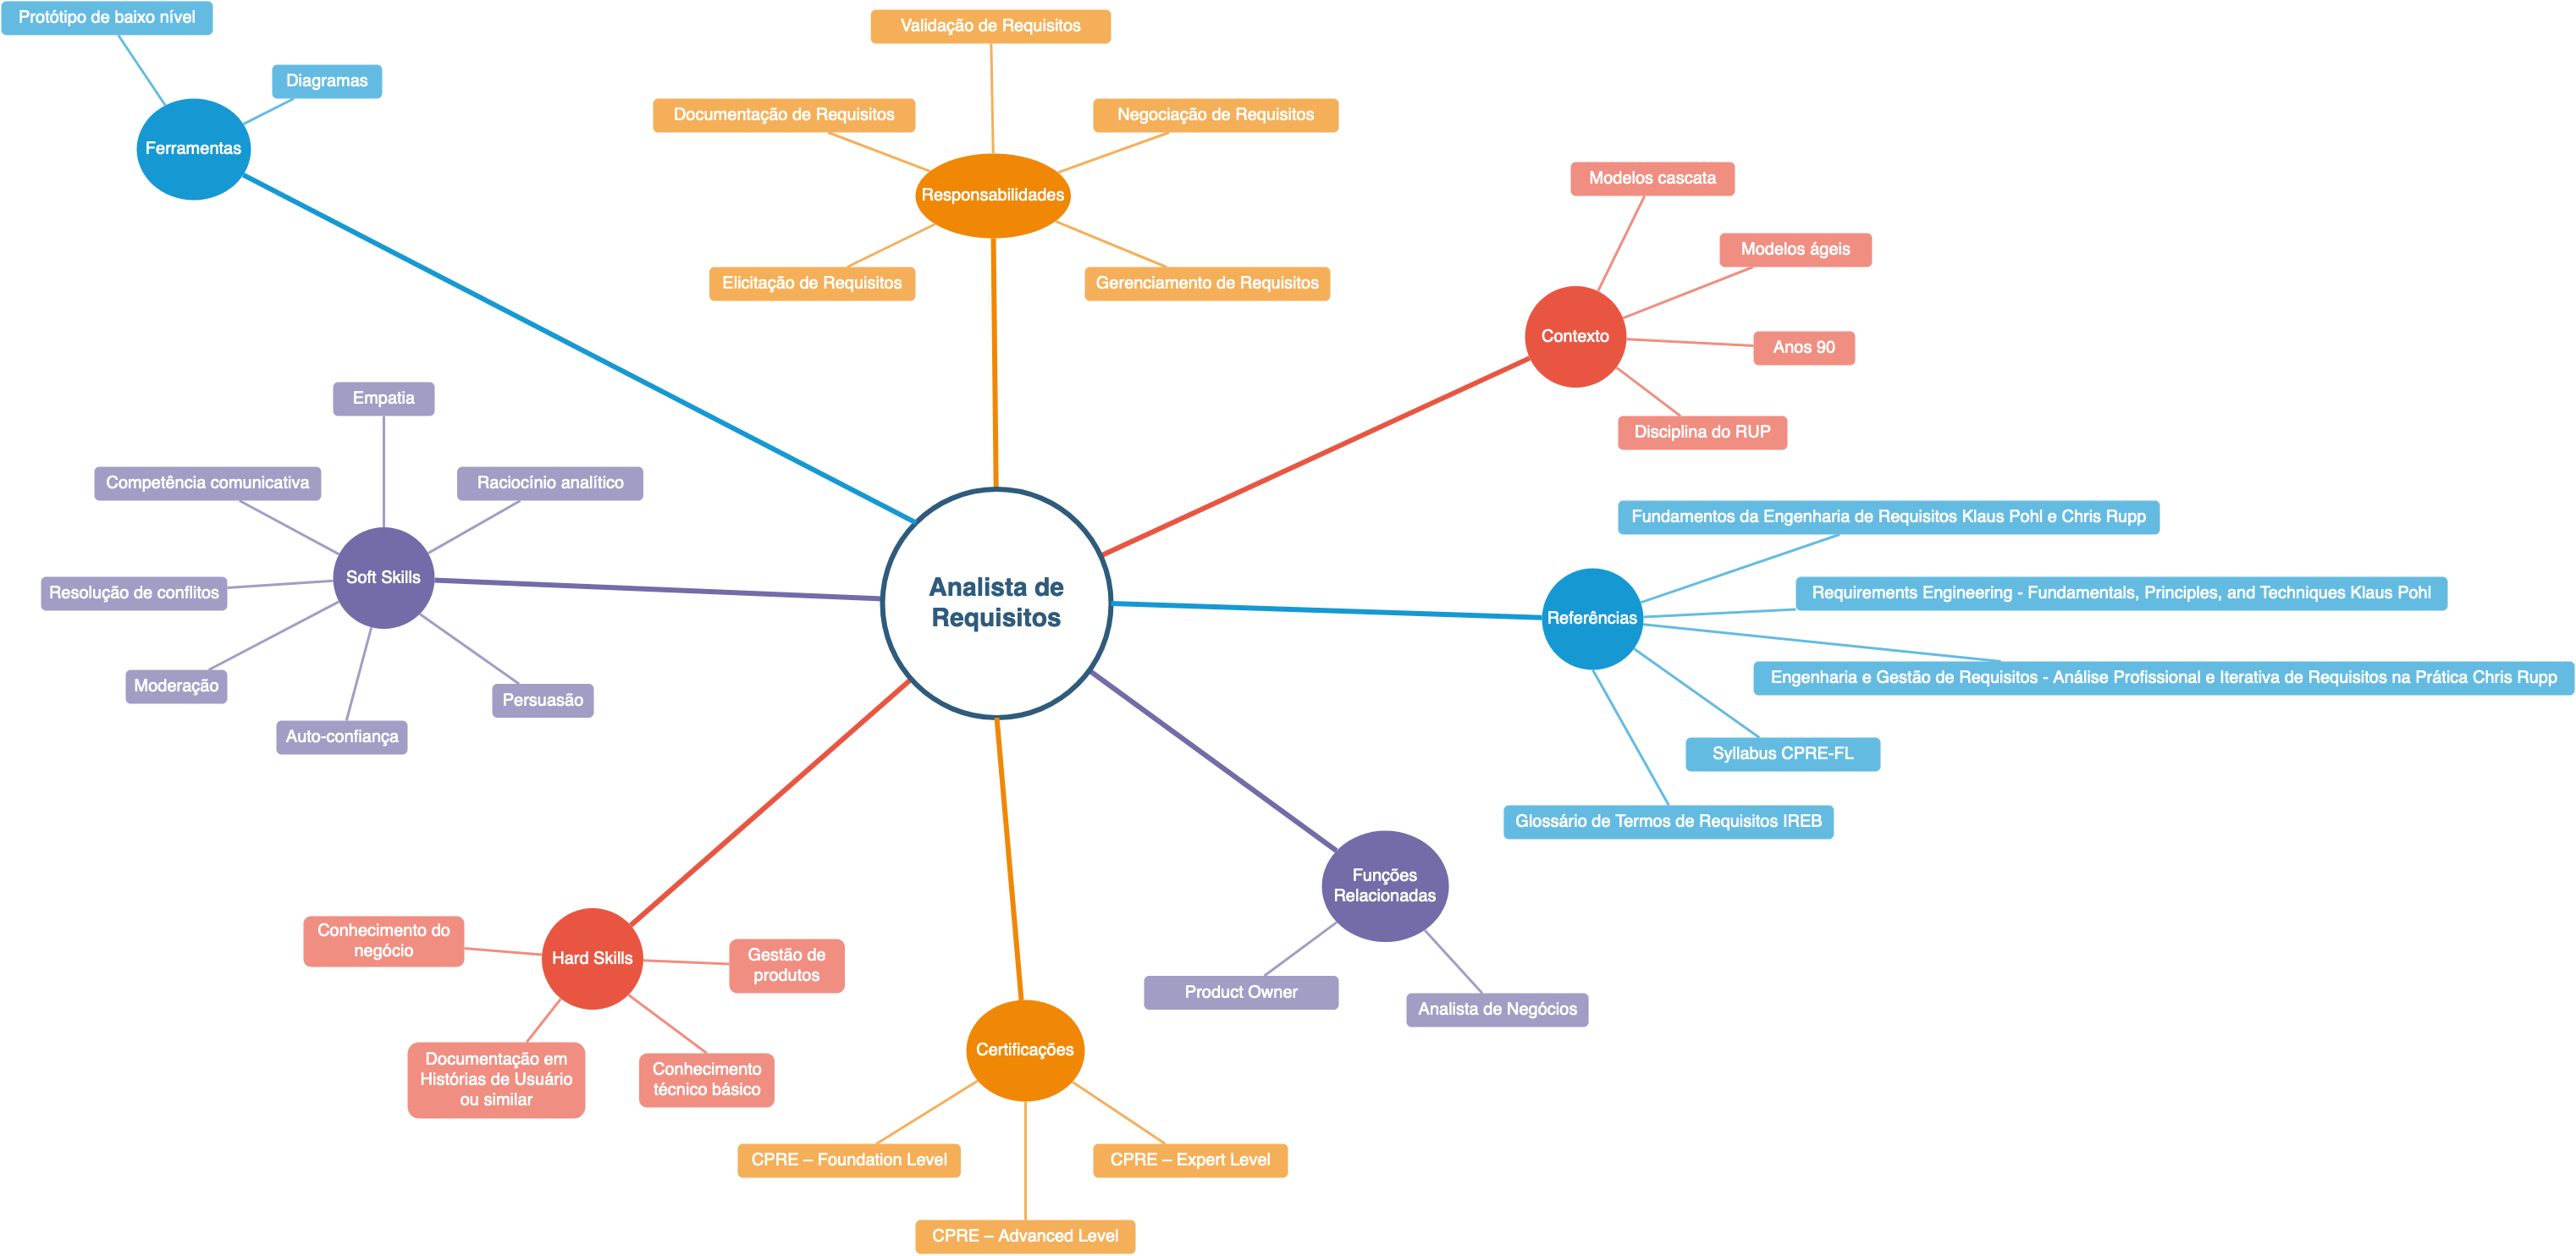 Protótipo de baixo nível
Diagramas
Ferramentas
Validação de Requisitos
Documentação de Requisitos
Negociação de Requisitos
Responsabilidades
Elicitação de Requisitos
Gerenciamento de Requisitos
Modelos cascata
Modelos ágeis
Contexto
Anos 90
Disciplina do RUP
Empatia
Competência comunicativa
Raciocínio analítico
Soft Skills
Resolução de conflitos
Moderação
Persuasão
Auto-confiança
Analista de
Requisitos
Fundamentos da Engenharia de Requisitos Klaus Pohl e Chris Rupp
Requirements Engineering - Fundamentals, Principles, and Techniques Klaus Pohl
Referências
Engenharia e Gestão de Requisitos - Análise Profissional e Iterativa de Requisitos na Prática Chris Rupp
Syllabus CPRE-FL
Glossário de Termos de Requisitos IREB
Funções
Relacionadas
Product Owner
Analista de Negócios
Conhecimento do
negócio
Hard Skills
Gestão de
produtos
Documentação em
Histórias de Usuário
ou similar
Conhecimento
técnico básico
Certificações
CPRE – Foundation Level
CPRE – Expert Level
CPRE – Advanced Level